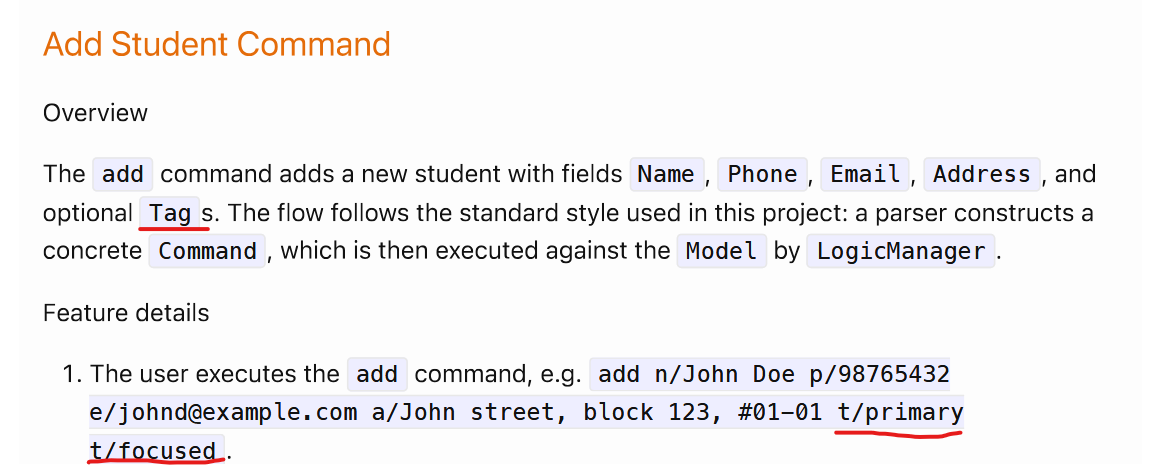 Add Student Command
Overview
The add command adds a new student with fields Name, Phone, Email, Address, and
optional Tags. The flow follows the standard style used in this project: a parser constructs a
concrete Command, which is then executed against the Model by LogicManager.
Feature details
1. The user executes the add command, e.g. add n/John Doe p/98765432
e/johnd@example.com a/John street, block 123, #01-01 t/primary
t/focused.